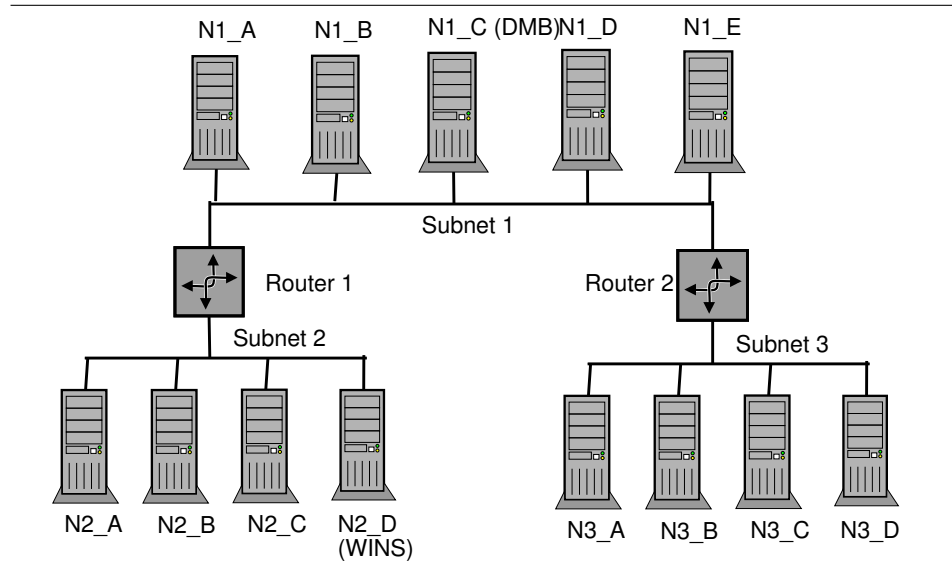 N1_A
N1_B
N1_C (DMB)
N1_D
N1_E
Subnet 1
Router 1
Router 2
Subnet 2
Subnet 3
N2_A
N2_B
N2_C
N2_D
(WINS)
N3_A
N3_B
N3_C
N3_D